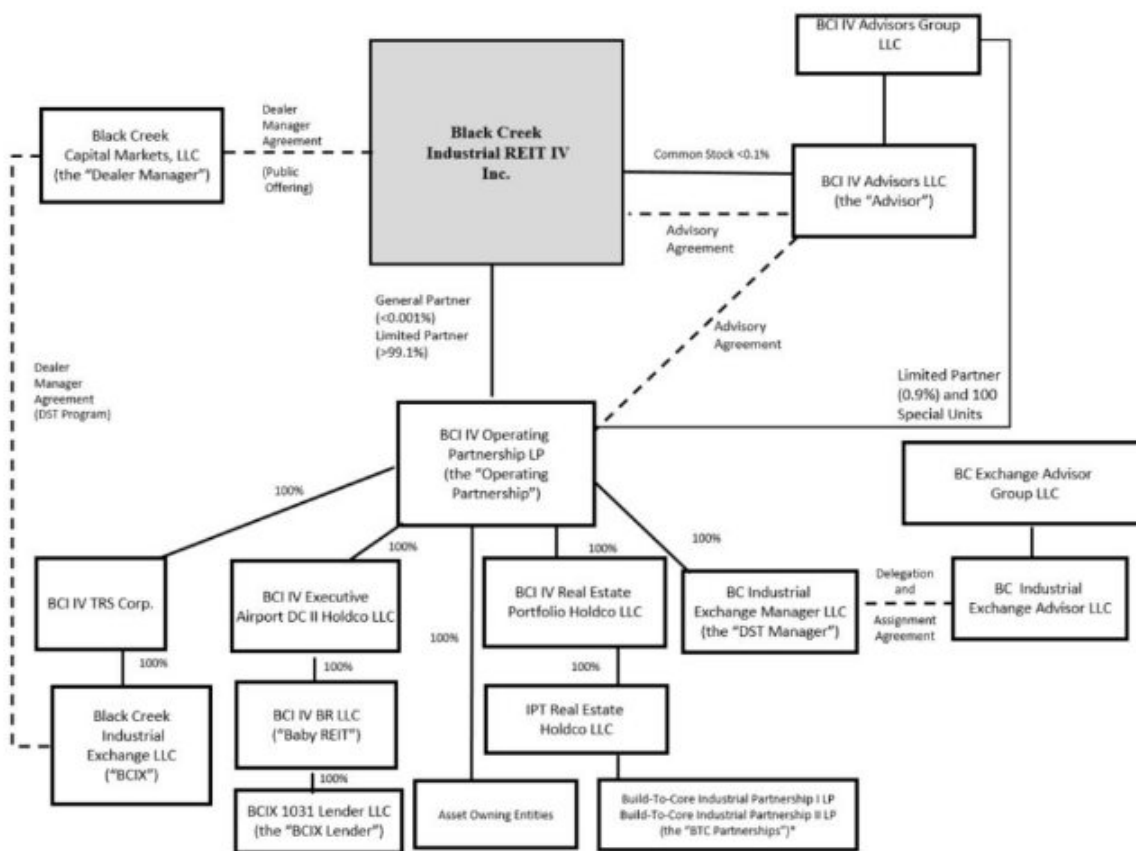 BCI IV Advisors Group
LLC
Black Creek
Industrial REIT IV
Inc.
Dealer
Manager
Agreement
(Public
Offering)
Black Creek
Capital Markets, LLC
(the "Dealer Manager")
Common Stock <0.1%
BCI IV Advisors LLC
(the "Advisor")
Advisory
Agreement
General Partner
(<0.001%)
Limited Partner
(>99.1%)
Advisory
Agreement
Dealer
Manager
Agreement
(DST Program)
Limited Partner
(0.9%) and 100
Special Units
BCI IV Operating
Partnership LP
(the "Operating
Partnership")
BC Exchange Advisor
Group LLC
100%
100%
100%
100%
100%
BCI IV TRS Corp.
BCI IV Executive
Airport DC II Holdco LLC
BCI IV Real Estate
Portfolio Holdco LLC
BC Industrial
Exchange Manager LLC
(the "DST Manager")
Delegation
and
Assignment
Agreement
BC Industrial
Exchange Advisor LLC
100%
100%
100%
Black Creek
Industrial
Exchange LLC
("BCIX")
BCI IV BR LLC
("Baby REIT")
IPT Real Estate
Holdco LLC
100%
BCIX 1031 Lender LLC
(the "BCIX Lender")
Asset Owning Entities
Build-To-Core Industrial Partnership I LP
Build-To-Core Industrial Partnership II LP
(the "BTC Partnerships")*